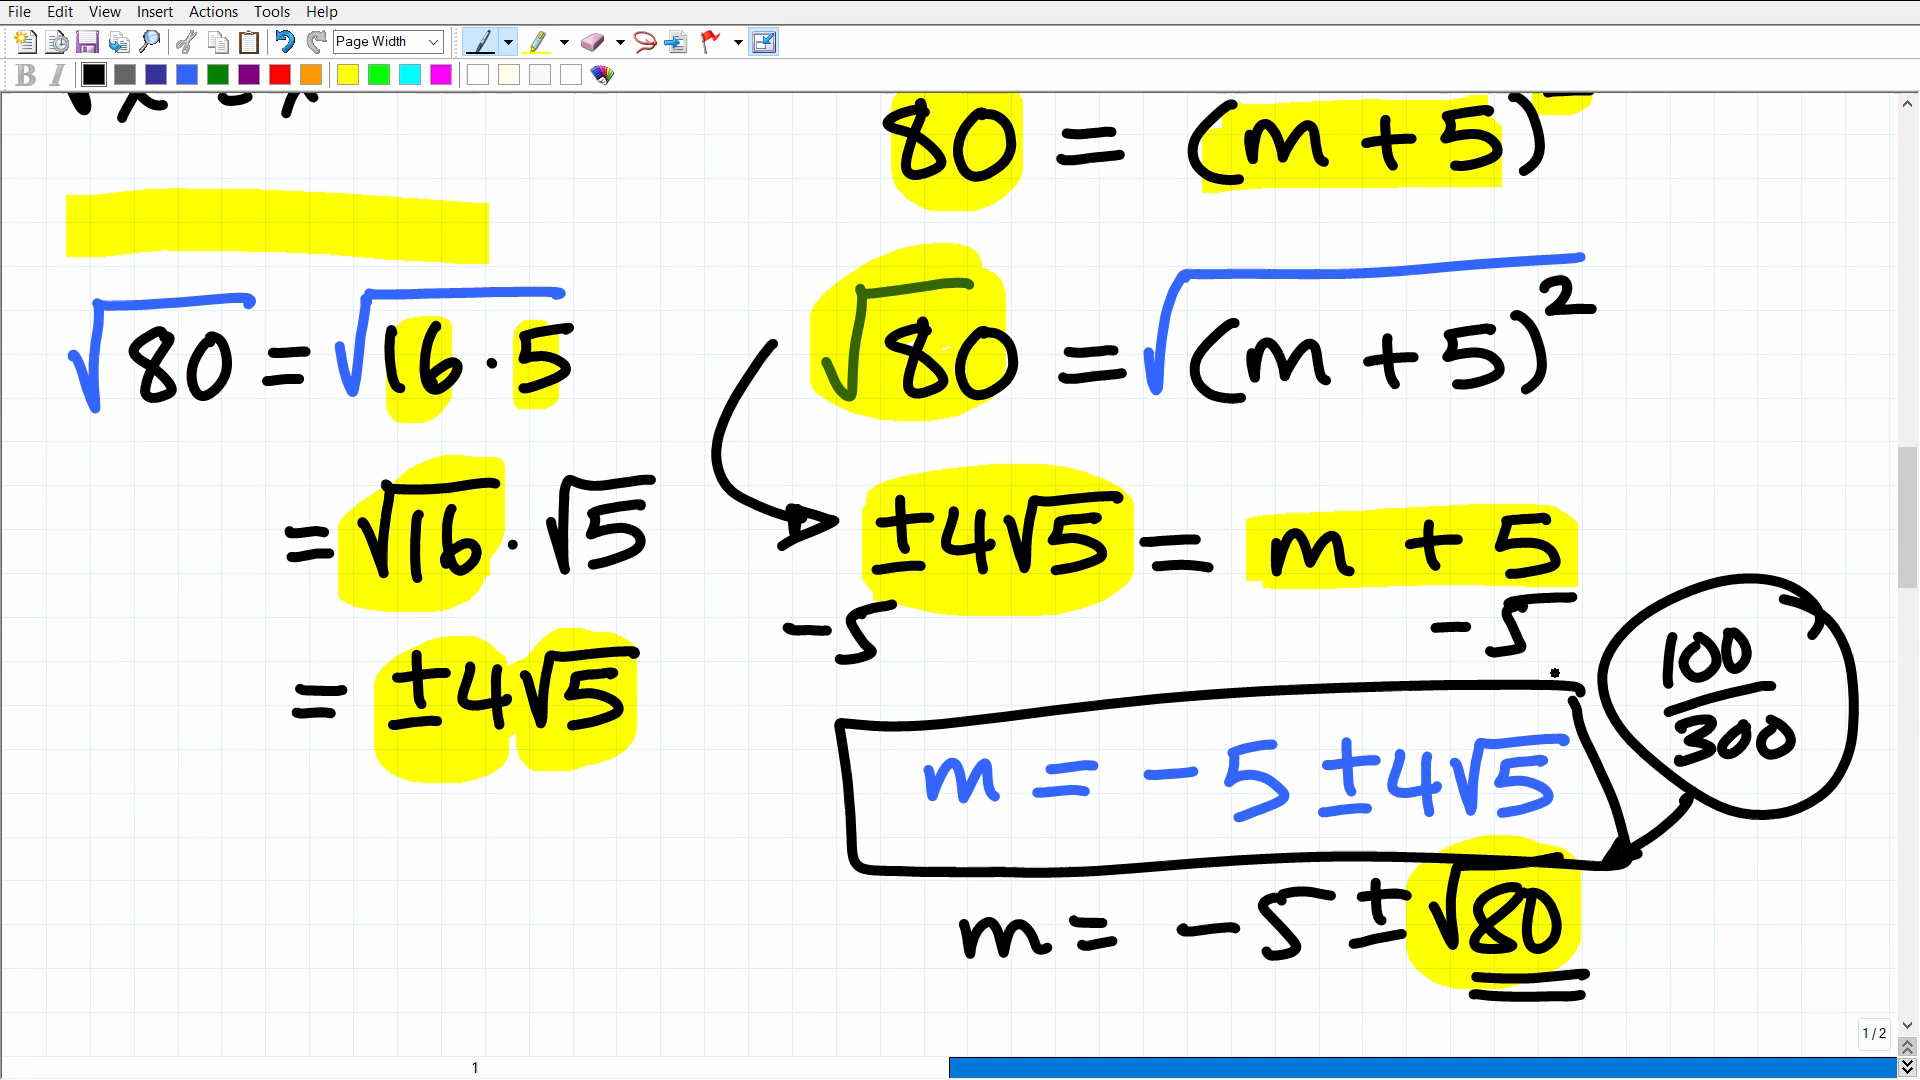 File Edit View Insert Actions Tools Help
Page Width
B I
80 = (m + 5)
√80 = √16 · 5
= √16 · √5
= ±4√5
√80 = √(m + 5)²
±4√5 = m + 5
-5 -5
m = -5 ±4√5
m = -5 ± √80
100
300
1 / 2
1